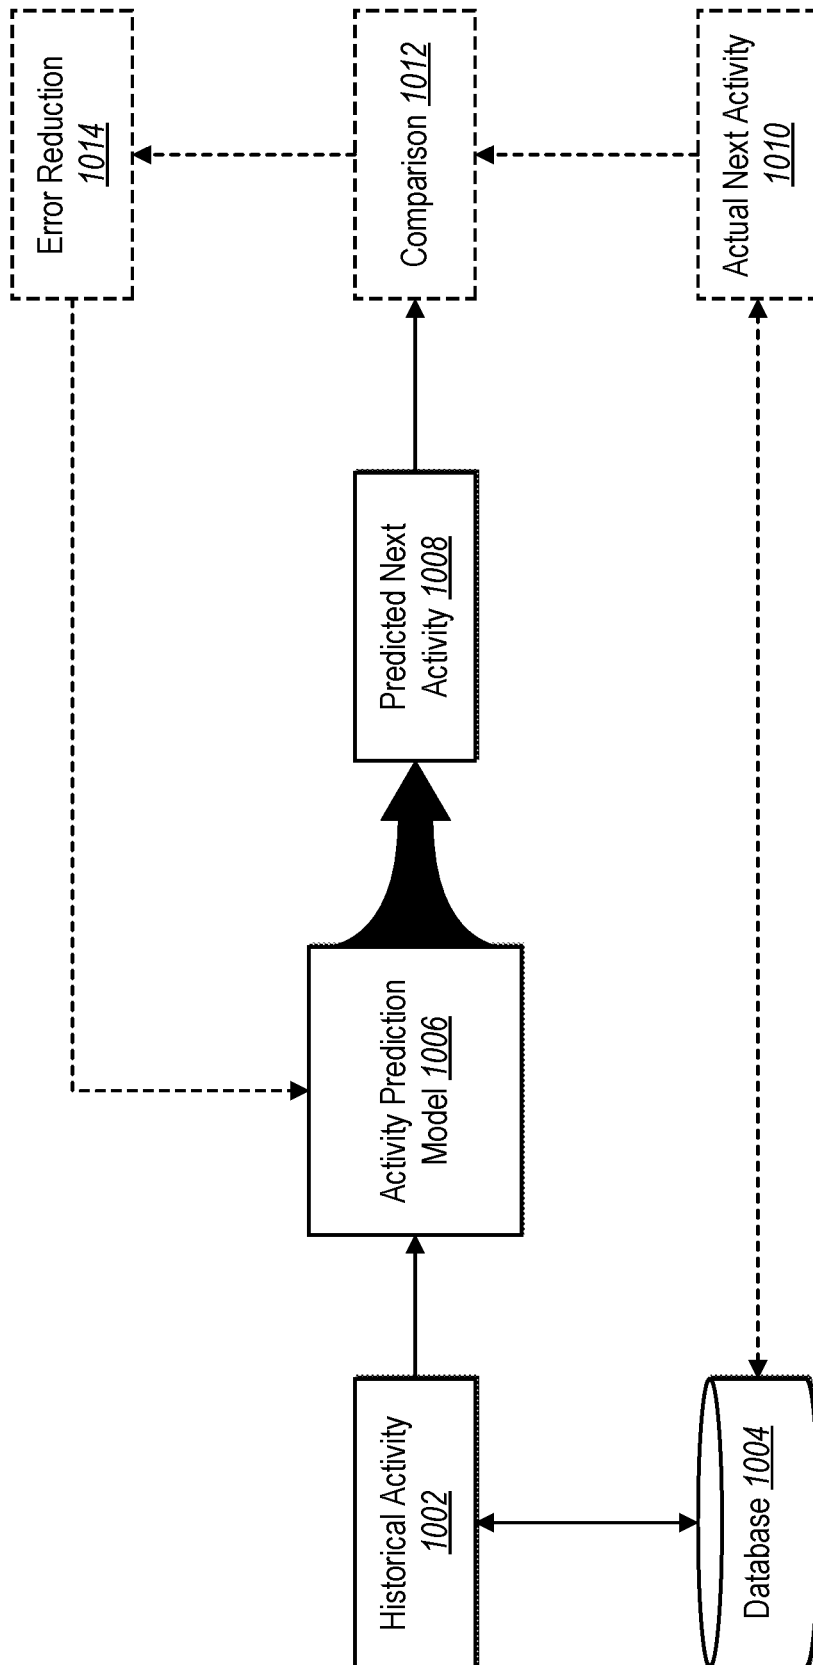 Historical Activity
1002
Database 1004
Activity Prediction
Model 1006
Predicted Next
Activity 1008
Error Reduction
1014
Comparison 1012
Actual Next Activity
1010